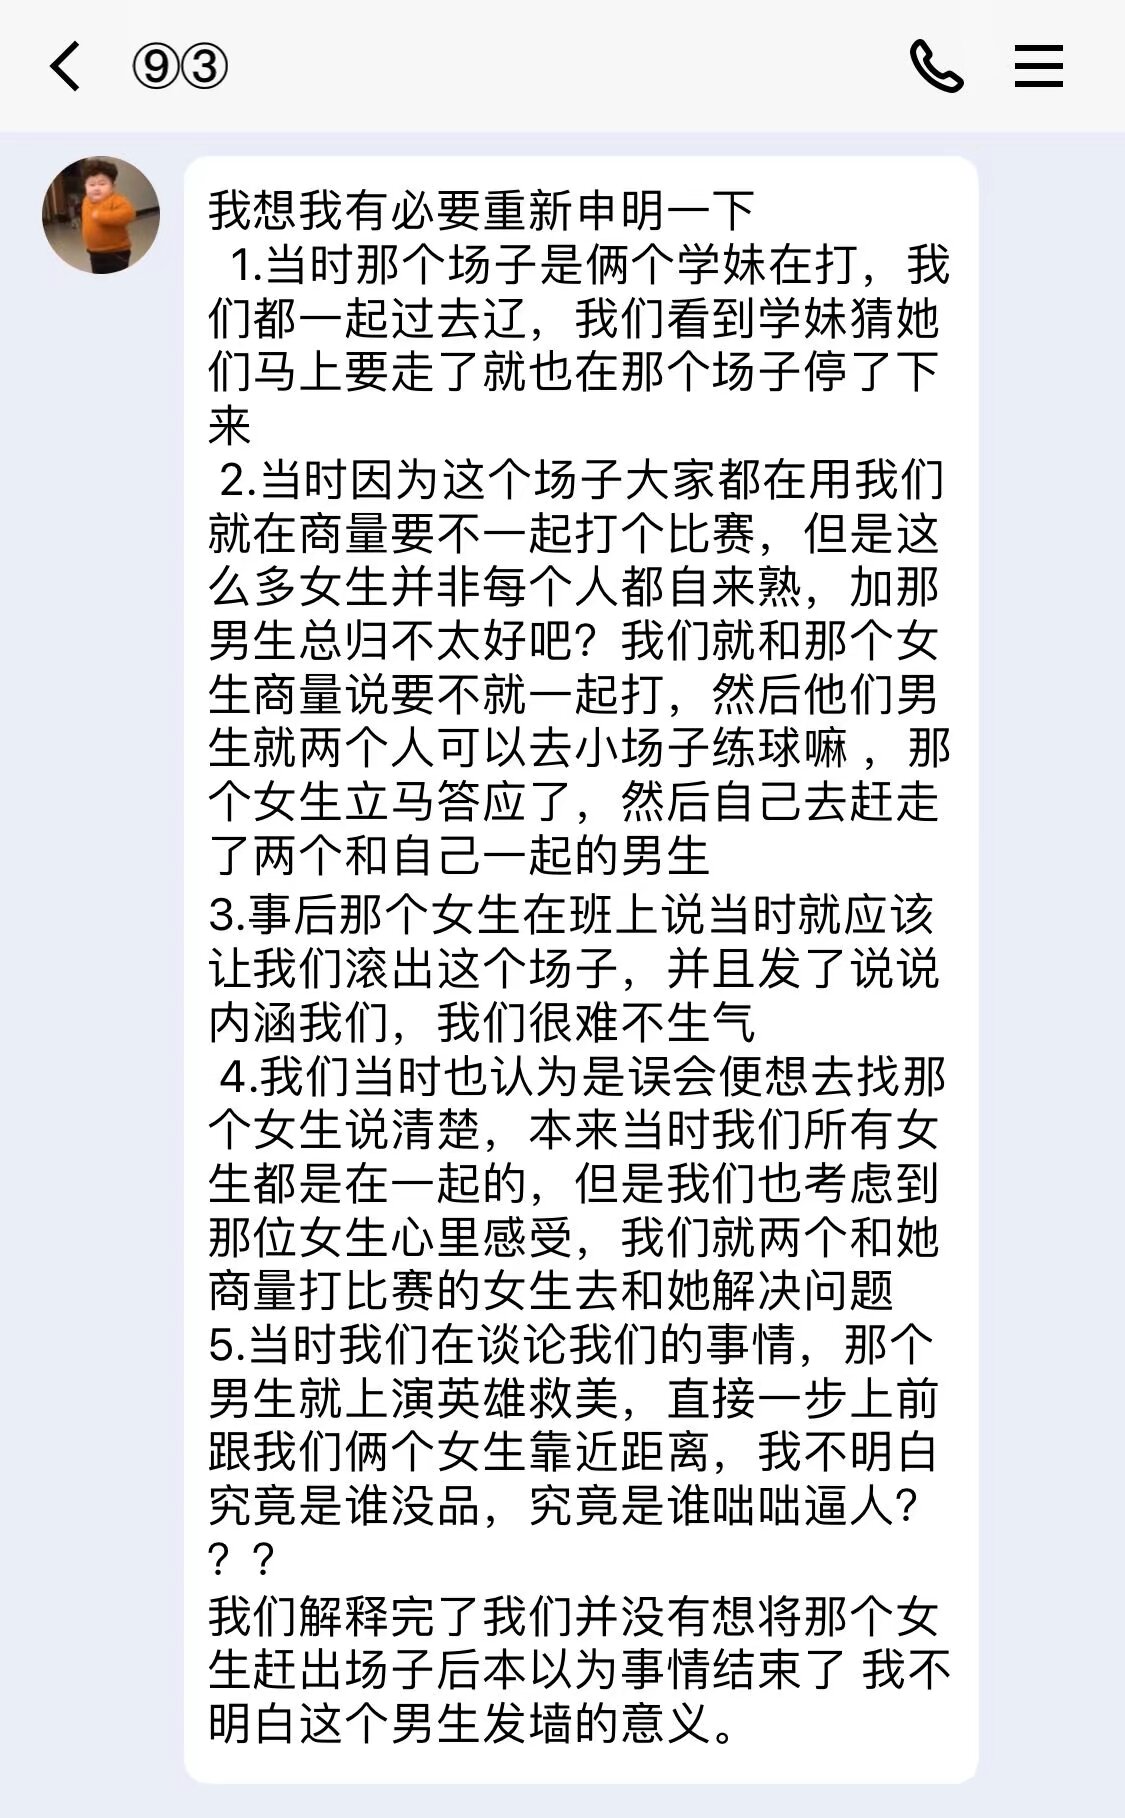 ⑨③
我想我有必要重新申明一下
1.当时那个场子是俩个学妹在打，我
们都一起过去辽，我们看到学妹猜她
们马上要走了就也在那个场子停了下
来
2.当时因为这个场子大家都在用我们
就在商量要不一起打个比赛，但是这
么多女生并非每个人都自来熟，加那
男生总归不太好吧？我们就和那个女
生商量说要不就一起打，然后他们男
生就两个人可以去小场子练球嘛 ，那
个女生立马答应了，然后自己去赶走
了两个和自己一起的男生
3.事后那个女生在班上说当时就应该
让我们滚出这个场子，并且发了说说
内涵我们，我们很难不生气
4.我们当时也认为是误会便想去找那
个女生说清楚，本来当时我们所有女
生都是在一起的，但是我们也考虑到
那位女生心里感受，我们就两个和她
商量打比赛的女生去和她解决问题
5.当时我们在谈论我们的事情，那个
男生就上演英雄救美，直接一步上前
跟我们俩个女生靠近距离，我不明白
究竟是谁没品，究竟是谁咄咄逼人？
？？
我们解释完了我们并没有想将那个女
生赶出场子后本以为事情结束了 我不
明白这个男生发墙的意义。